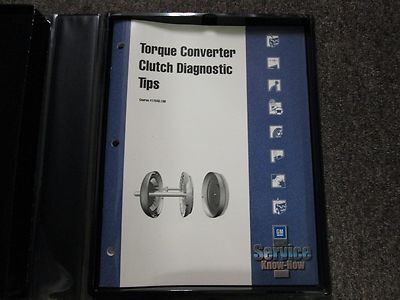 Torque Converter
Clutch Diagnostic
Tips
GM
Service
Know-How